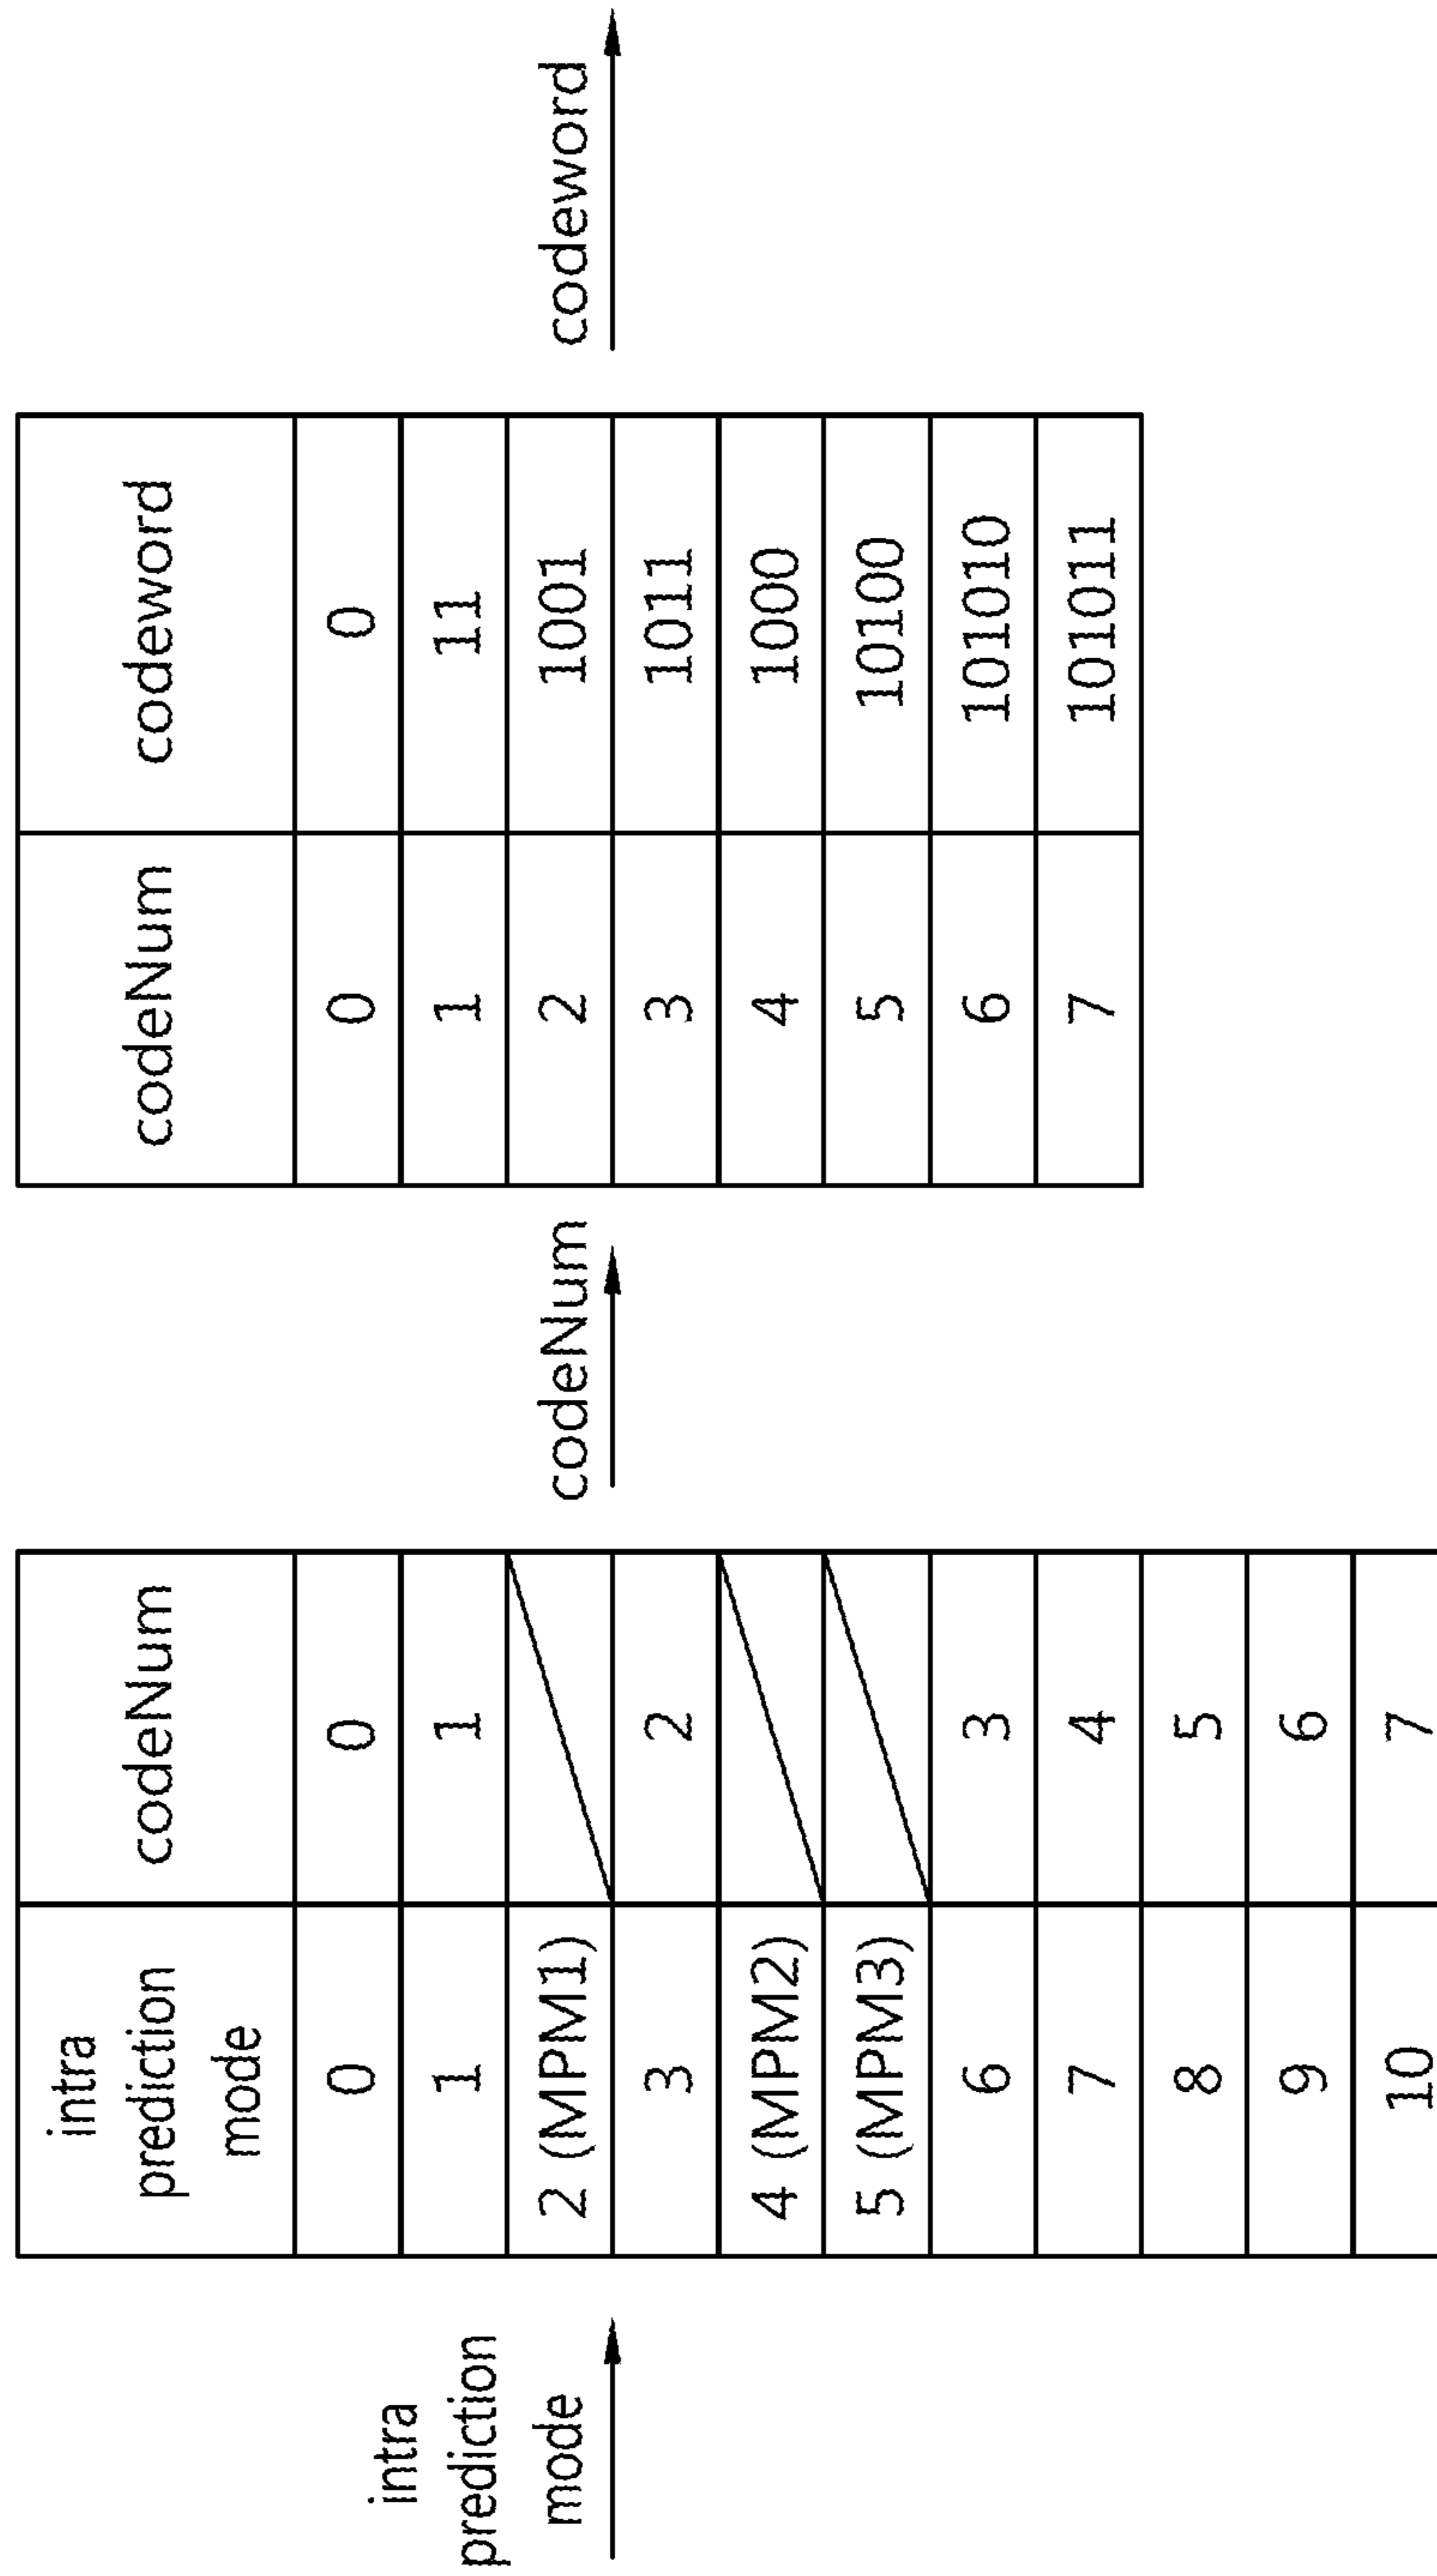 intra
prediction
mode
intra
prediction
mode
codeNum
0
0
1
1
2 (MPM1)
3
2
4 (MPM2)
5 (MPM3)
6
3
7
4
8
5
9
6
10
7
codeNum
codeNum
codeword
0
0
1
11
2
1001
3
1011
4
1000
5
10100
6
101010
7
101011
codeword